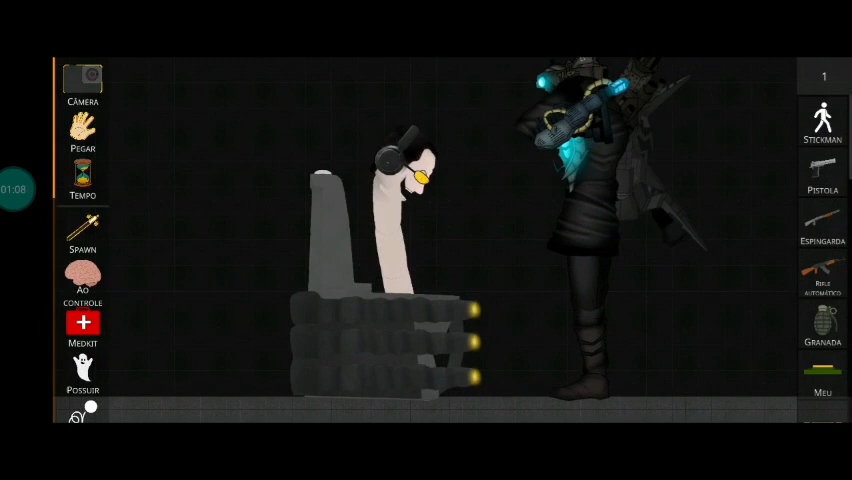 CÂMERA
PEGAR
TEMPO
SPAWN
AO
CONTROLE
MEDKIT
POSSUIR
01:08
1
STICKMAN
PISTOLA
ESPINGARDA
RIFLE
AUTOMÁTICO
GRANADA
MEU